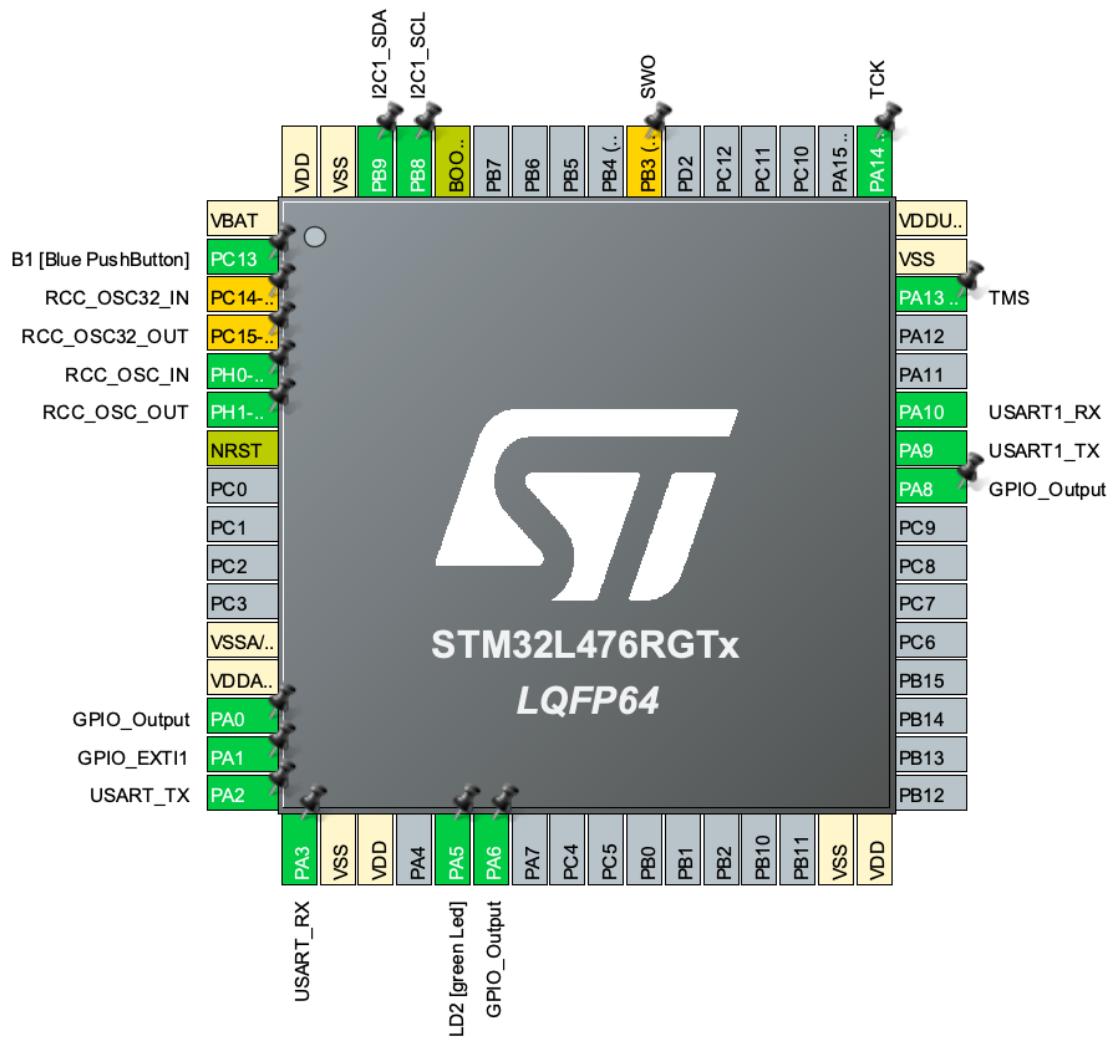 I2C1_SDA
I2C1_SCL
SWO
TCK
VDD
VSS
PB9
PB8
BOO..
PB7
PB6
PB5
PB4 (..
PB3 (..
PD2
PC12
PC11
PC10
PA15 ..
PA14 ..
VBAT
B1 [Blue PushButton] PC13
RCC_OSC32_IN PC14-..
RCC_OSC32_OUT PC15-..
RCC_OSC_IN PH0-..
RCC_OSC_OUT PH1-..
NRST
PC0
PC1
PC2
PC3
VSSA/..
VDDA..
GPIO_Output PA0
GPIO_EXTI1 PA1
USART_TX PA2
STM32L476RGTx
LQFP64
VDDU..
VSS
PA13 .. TMS
PA12
PA11
PA10 USART1_RX
PA9 USART1_TX
PA8 GPIO_Output
PC9
PC8
PC7
PC6
PB15
PB14
PB13
PB12
PA3
VSS
VDD
PA4
PA5
PA6
PA7
PC4
PC5
PB0
PB1
PB2
PB10
PB11
VSS
VDD
USART_RX
LD2 [green Led]
GPIO_Output